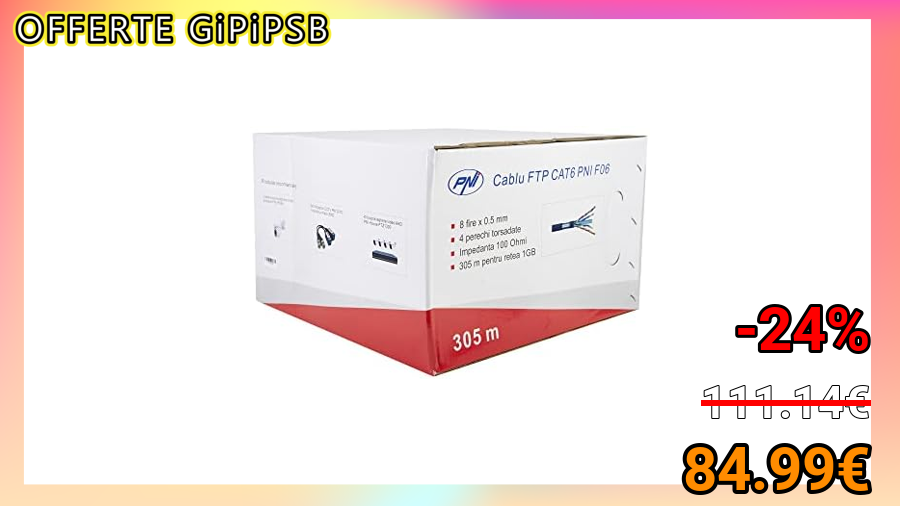 OFFERTE GiPiPSB
PNI
Cablu FTP CAT6 PNI F06
8 fire x 0.5 mm
4 perechi torsadate
Impedanta 100 Ohmi
305 m pentru retea 1GB
305 m
-24%
111.14€
84.99€